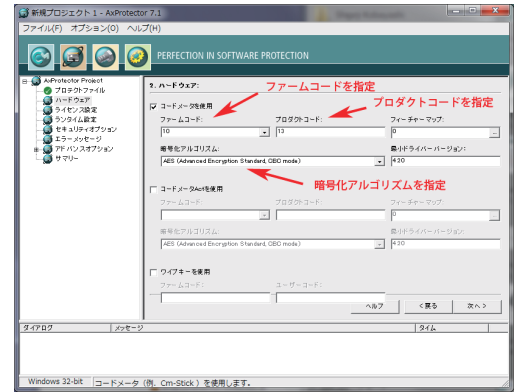 新規プロジェクト 1 - AxProtector 7.1
ファイル(F) オプション(O) ヘルプ(H)
PERFECTION IN SOFTWARE PROTECTION
AxProtector Project
プロテクトファイル
ハードウェア
ライセンス設定
ランタイム設定
セキュリティオプション
エラーメッセージ
アドバンスオプション
サマリー
2. ハードウェア:
ファームコードを指定
プロダクトコードを指定
コードメータを使用
ファームコード: プロダクトコード: フィーチャーマップ:
10 13 0
暗号化アルゴリズム: 最小ドライバーバージョン:
AES (Advanced Encryption Standard, CBC mode) 4.20
暗号化アルゴリズムを指定
コードメータActを使用
ファームコード: プロダクトコード: フィーチャーマップ:
0
暗号化アルゴリズム: 最小ドライバーバージョン:
AES (Advanced Encryption Standard, CBC mode) 4.20
ワイブキーを使用
ファームコード: ユーザーコード:
ヘルプ < 戻る 次へ >
ダイアログ メッセージ タイム
Windows 32-bit コードメータ (例. Cm-Stick ) を使用します。